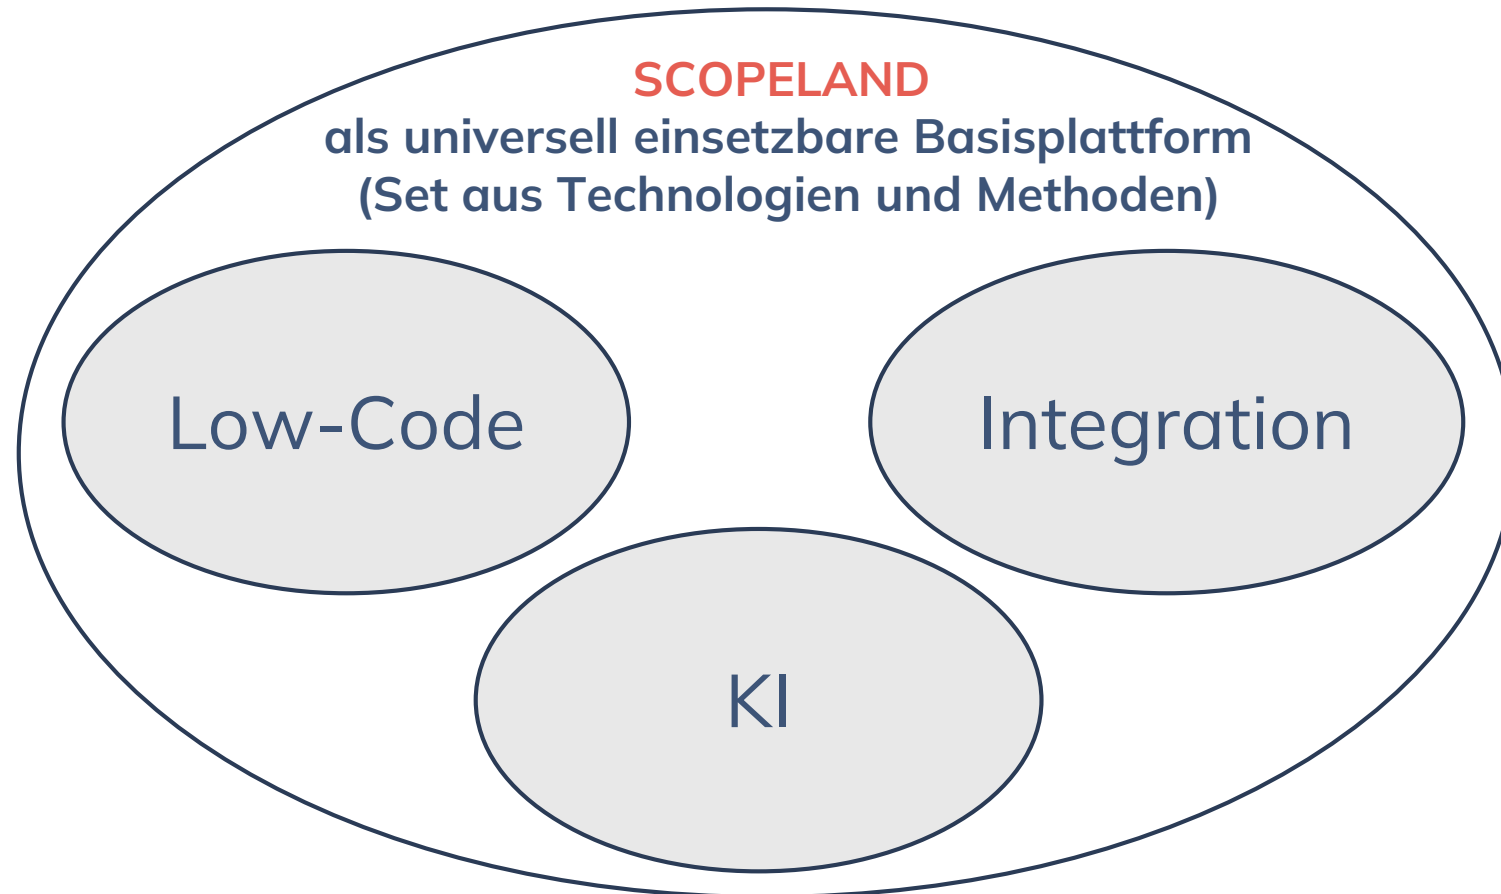 SCOPELAND
als universell einsetzbare Basisplattform
(Set aus Technologien und Methoden)
Low-Code
Integration
KI